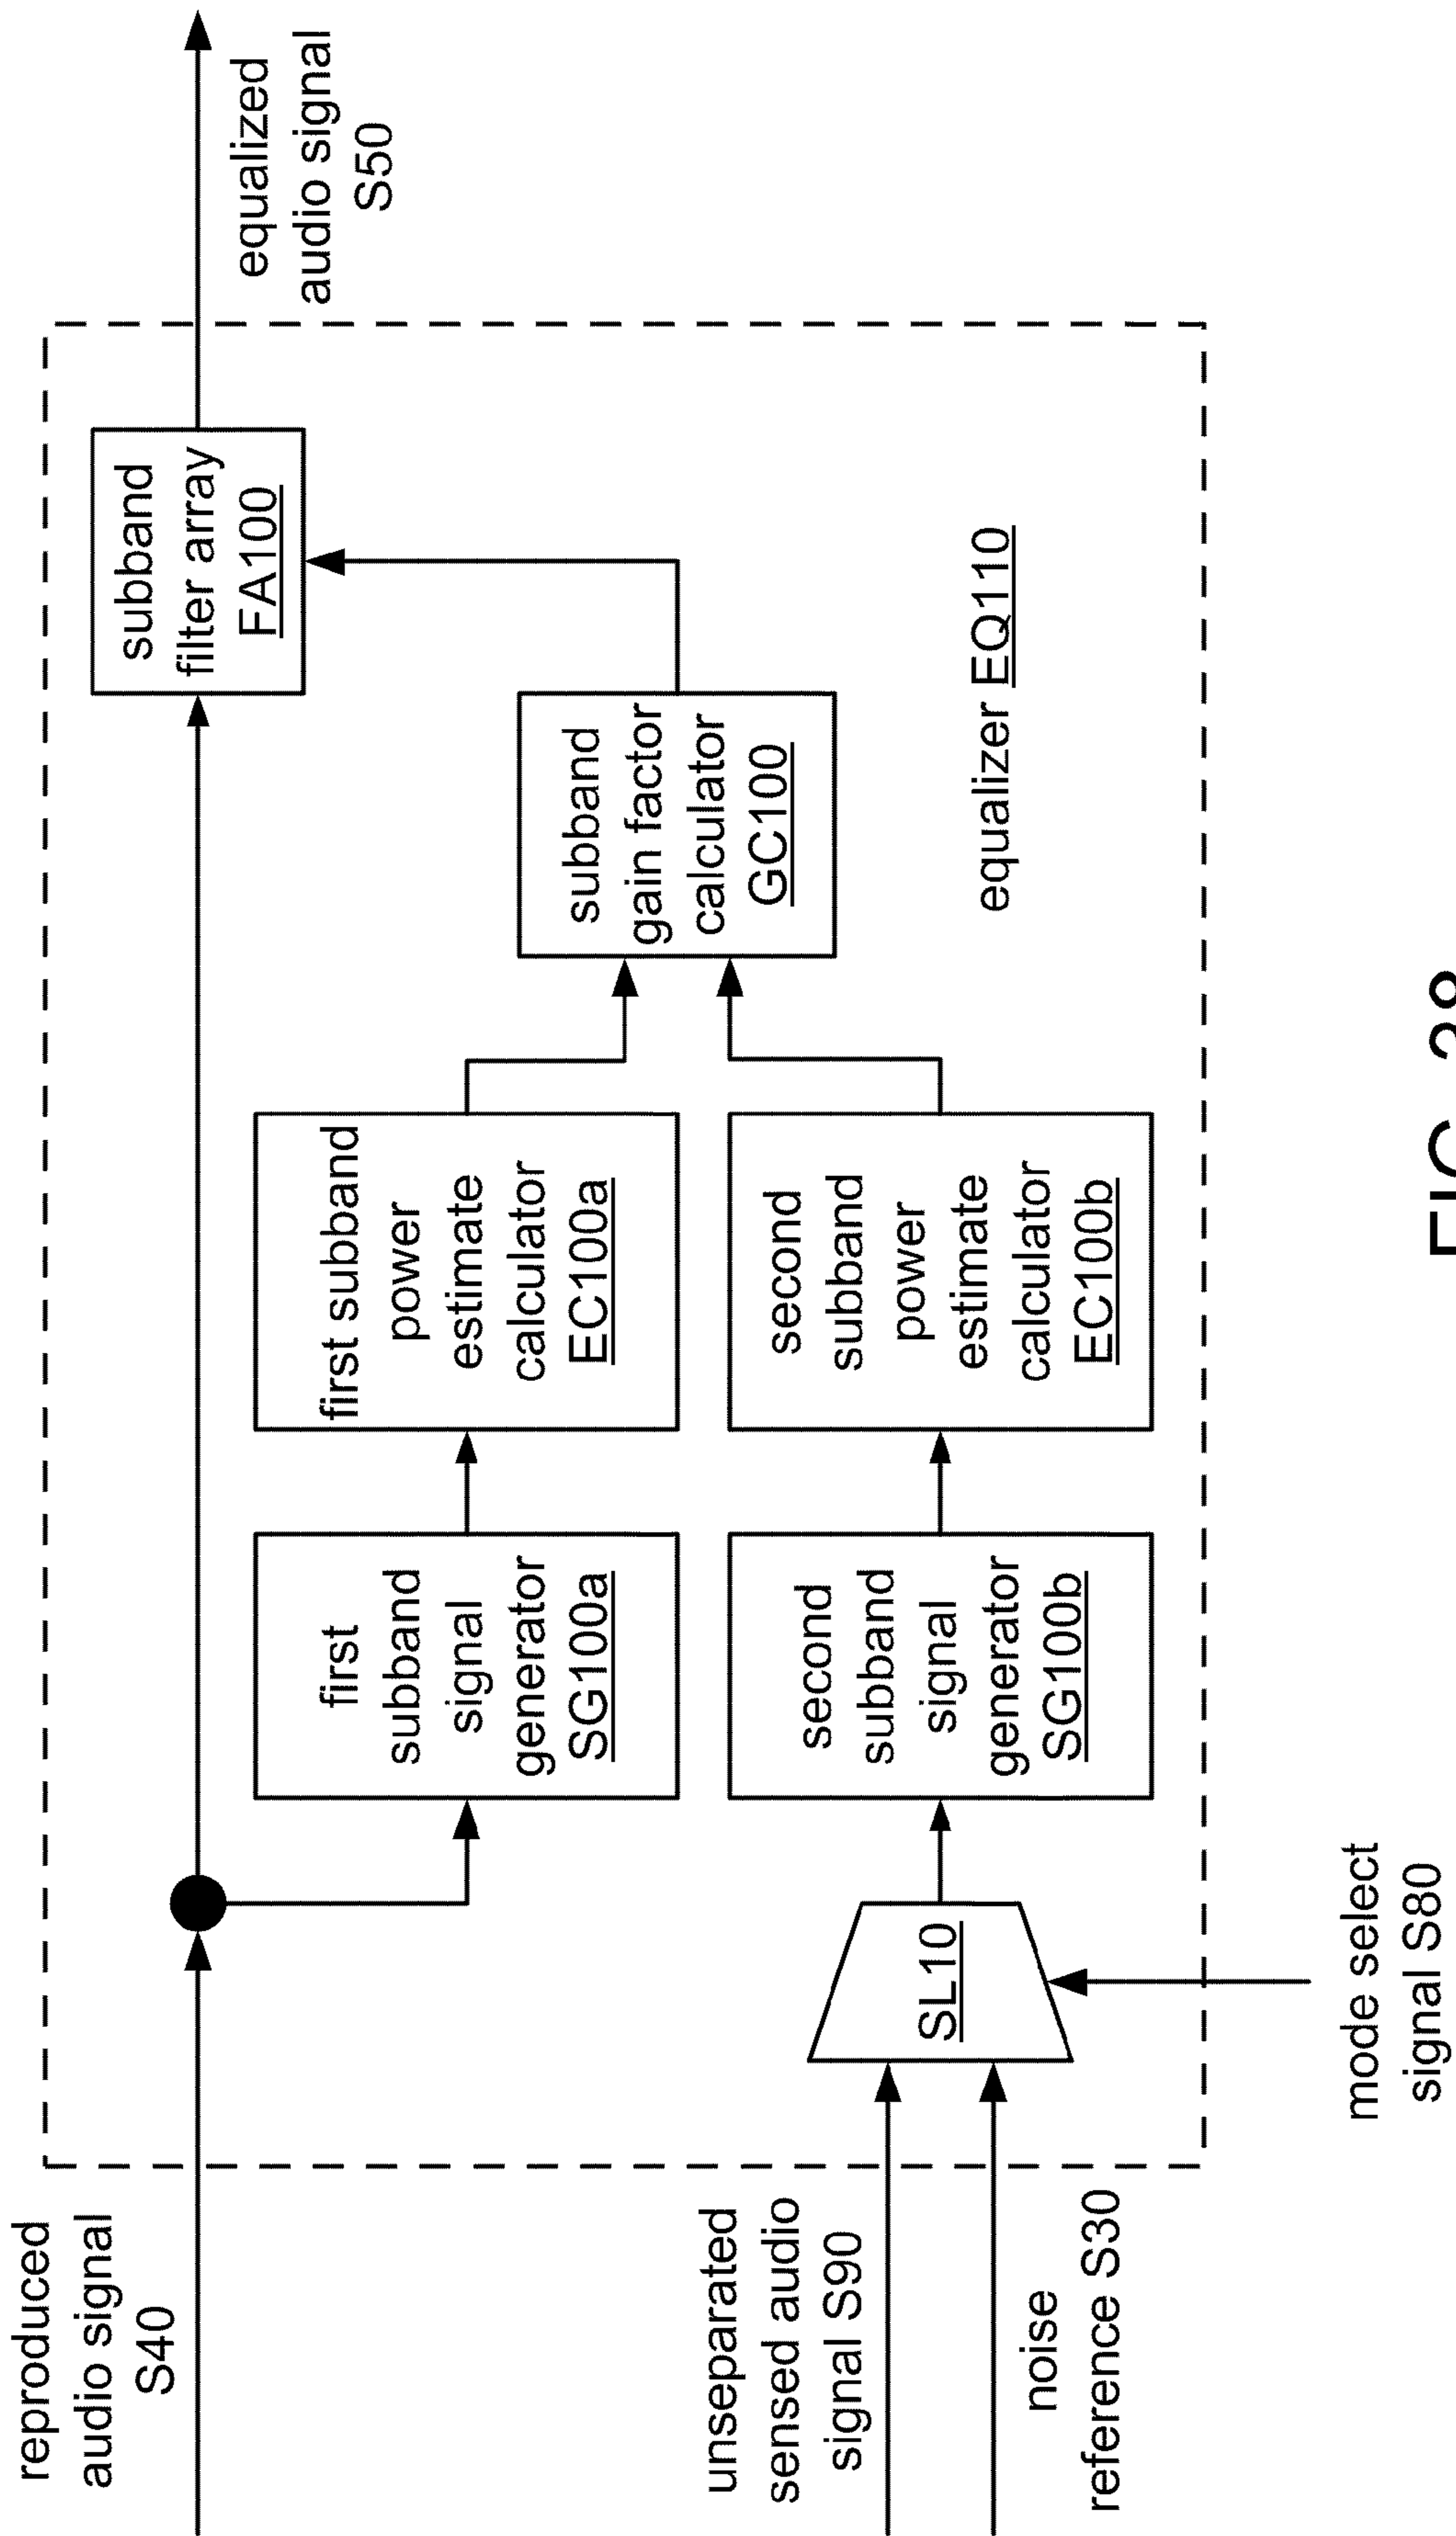 reproduced
audio signal
S40
equalized
audio signal
S50
subband
filter array
FA100
first
subband
signal
generator
SG100a
first subband
power
estimate
calculator
EC100a
subband
gain factor
calculator
GC100
unseparated
sensed audio
signal S90
noise
reference S30
SL10
second
subband
signal
generator
SG100b
second
subband
power
estimate
calculator
EC100b
equalizer EQ110
mode select
signal S80